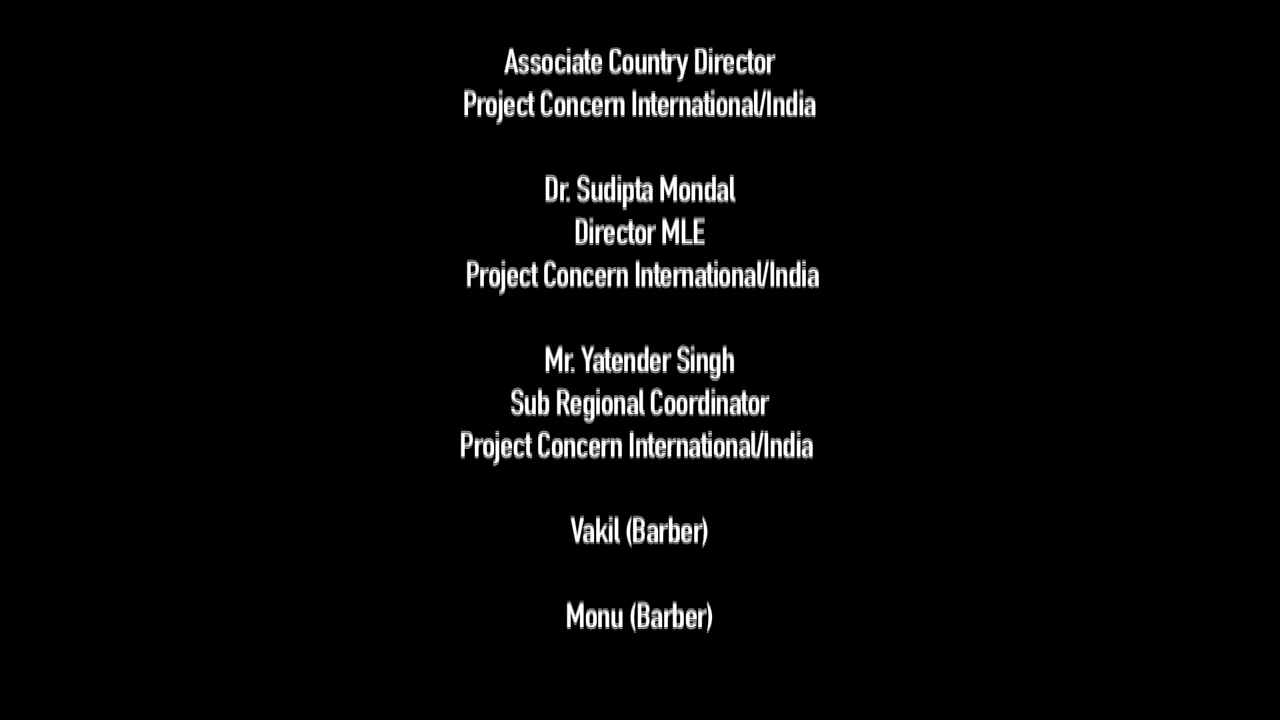 Associate Country Director
Project Concern International/India
Dr. Sudipta Mondal
Director MLE
Project Concern International/India
Mr. Yatender Singh
Sub Regional Coordinator
Project Concern International/India
Vakil (Barber)
Monu (Barber)